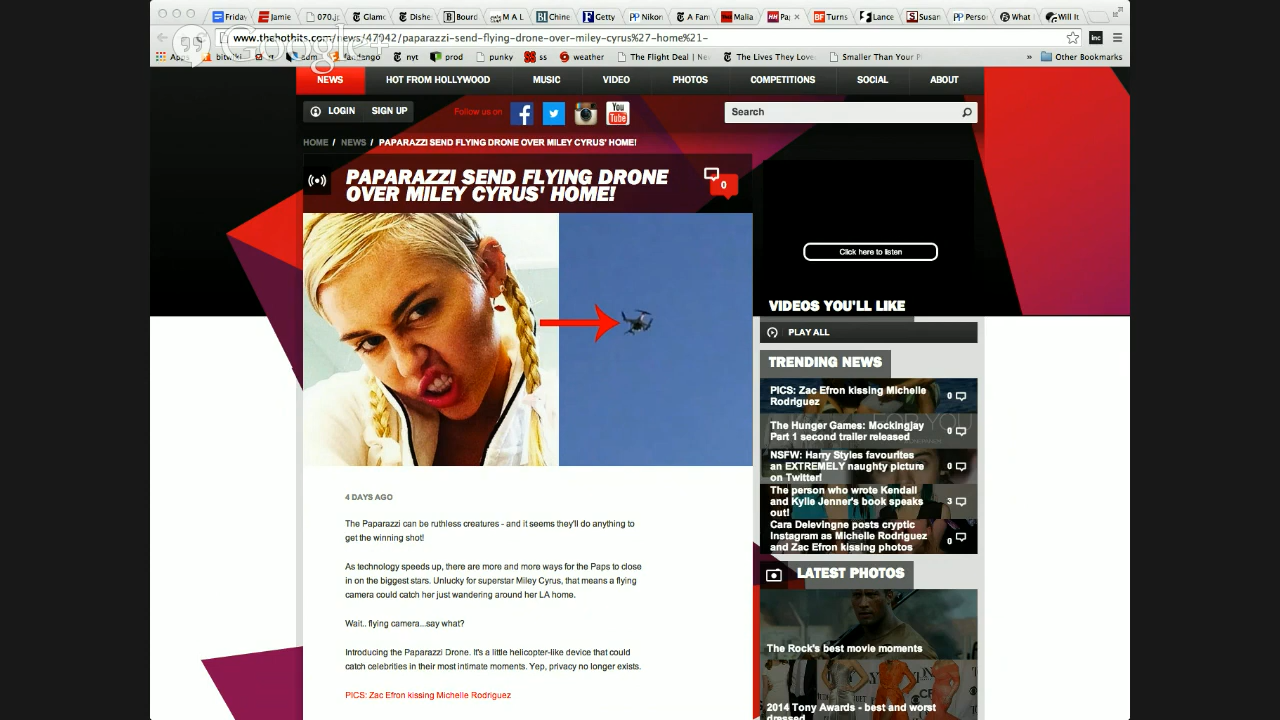 Friday
Jamie
070.j
Glamo
Dishe
Board
M A L
Chine
Getty
Nikon
A Fam
Malia
Pa
Turns
Lance
Susan
Perso
What
Will It
Google+
www.thehothits.com/news/47042/paparazzi-send-flying-drone-over-miley-cyrus%27-home%21-
inc
fandango
nyt
prod
punky
ss
weather
The Flight Deal | Ne
The Lives They Love
Smaller Than Your P
»
Other Bookmarks
NEWS
HOT FROM HOLLYWOOD
MUSIC
VIDEO
PHOTOS
COMPETITIONS
SOCIAL
ABOUT
LOGIN
SIGN UP
Follow us on
You Tube
Search
HOME / NEWS / PAPARAZZI SEND FLYING DRONE OVER MILEY CYRUS' HOME!
PAPARAZZI SEND FLYING DRONE
OVER MILEY CYRUS' HOME!
0
4 DAYS AGO
The Paparazzi can be ruthless creatures - and it seems they'll do anything to
get the winning shot!
As technology speeds up, there are more and more ways for the Paps to close
in on the biggest stars. Unlucky for superstar Miley Cyrus, that means a flying
camera could catch her just wandering around her LA home.
Wait.. flying camera...say what?
Introducing the Paparazzi Drone. It's a little helicopter-like device that could
catch celebrities in their most intimate moments. Yep, privacy no longer exists.
PICS: Zac Efron kissing Michelle Rodriguez
Click here to listen
VIDEOS YOU'LL LIKE
PLAY ALL
TRENDING NEWS
PICS: Zac Efron kissing Michelle
Rodriguez
0
The Hunger Games: Mockingjay
Part 1 second trailer released
0
NSFW: Harry Styles favourites
an EXTREMELY naughty picture
on Twitter!
0
The person who wrote Kendall
and Kylie Jenner's book speaks
out!
3
Cara Delevingne posts cryptic
Instagram as Michelle Rodriguez
and Zac Efron kissing photos
0
LATEST PHOTOS
The Rock's best movie moments
2014 Tony Awards - best and worst
dressed